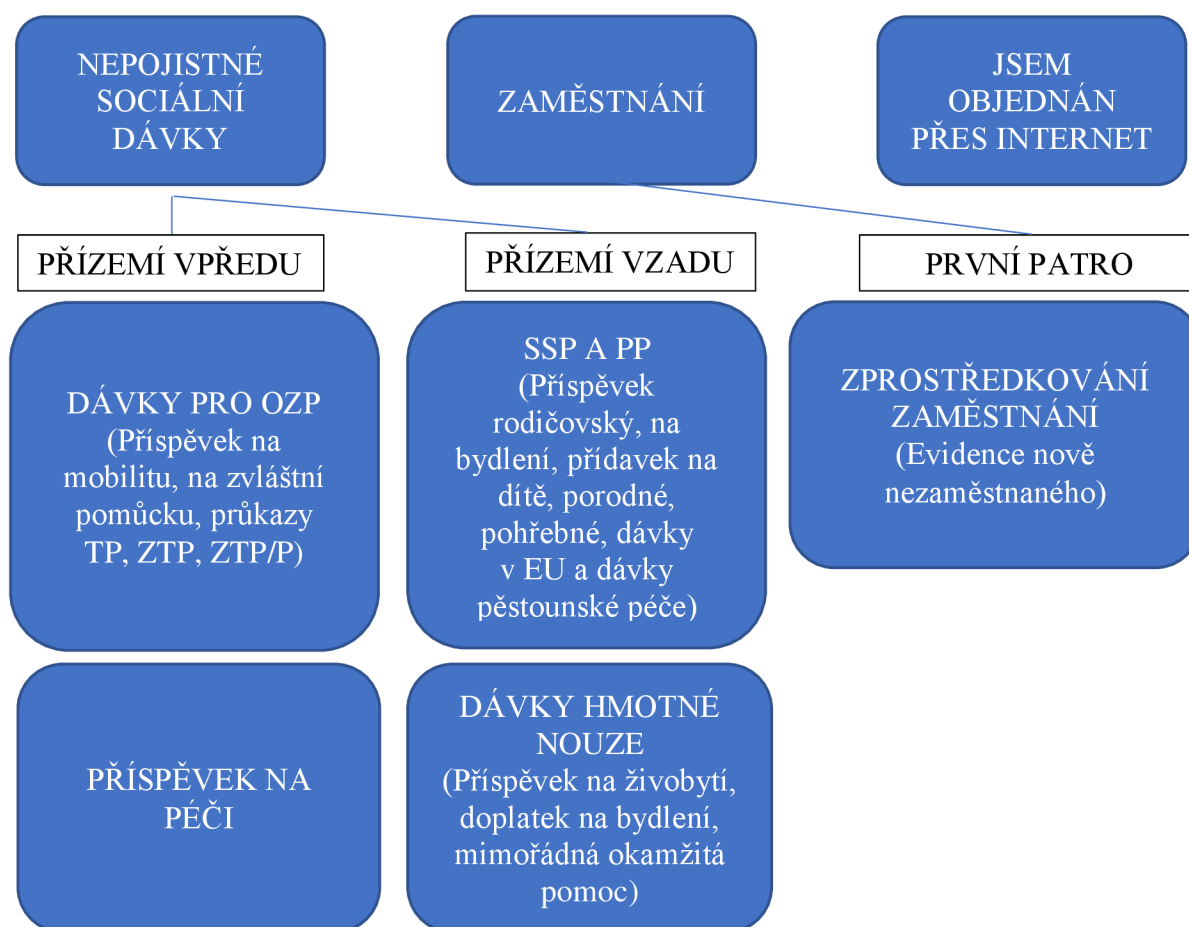 NEPOJISTNÉ
SOCIÁLNÍ
DÁVKY
ZAMĚSTNÁNÍ
JSEM
OBJEDNÁN
PŘES INTERNET
PŘÍZEMÍ VPŘEDU
PŘÍZEMÍ VZADU
PRVNÍ PATRO
DÁVKY PRO OZP
(Příspěvek na
mobilitu, na zvláštní
pomůcku, průkazy
TP, ZTP, ZTP/P)
SSP A PP
(Příspěvek
rodičovský, na
bydlení, přídavek na
dítě, porodné,
pohřebné, dávky
v EU a dávky
pěstounské péče)
ZPROSTŘEDKOVÁNÍ
ZAMĚSTNÁNÍ
(Evidence nově
nezaměstnaného)
PŘÍSPĚVEK NA
PÉČI
DÁVKY HMOTNÉ
NOUZE
(Příspěvek na živobytí,
doplatek na bydlení,
mimořádná okamžitá
pomoc)